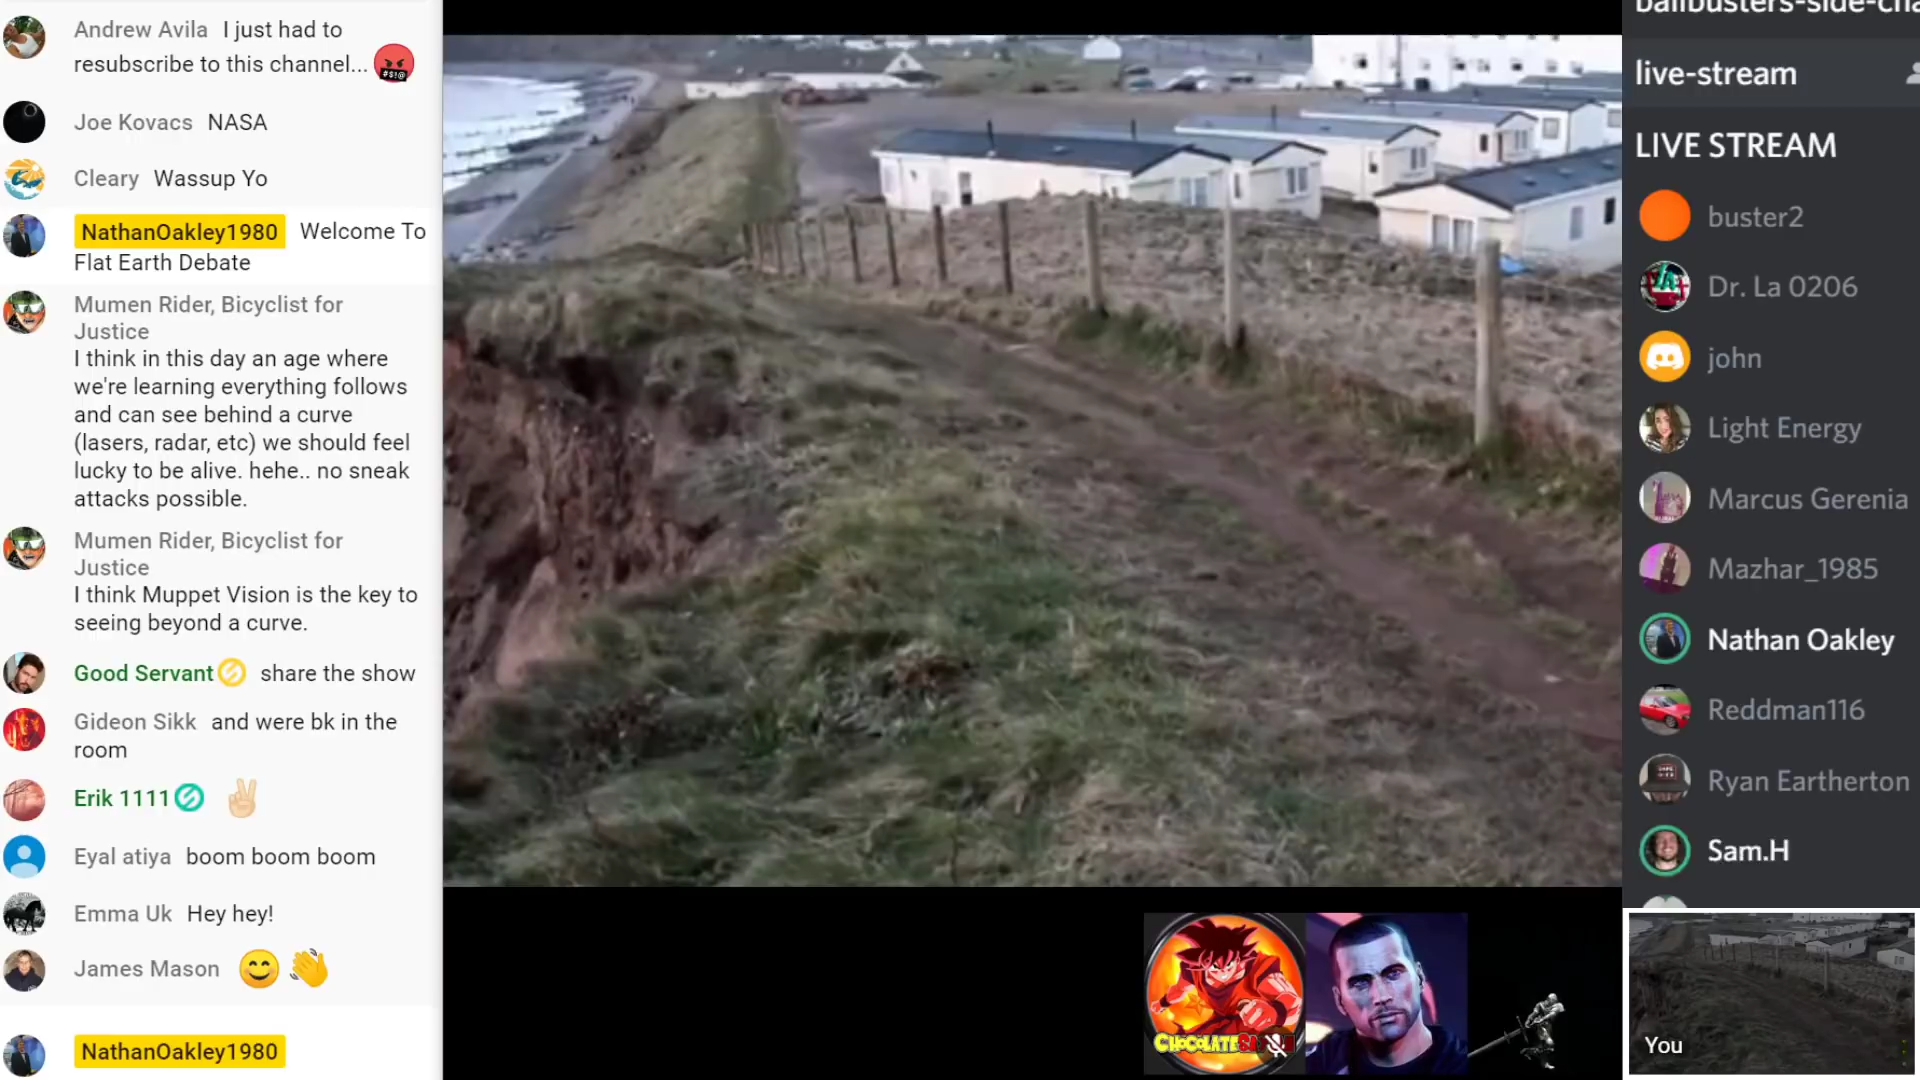 Andrew Avila I just had to
resubscribe to this channel...
Joe Kovacs NASA
Cleary Wassup Yo
NathanOakley1980 Welcome To
Flat Earth Debate
Mumen Rider, Bicyclist for
Justice
I think in this day an age where
we're learning everything follows
and can see behind a curve
(lasers, radar, etc) we should feel
lucky to be alive. hehe.. no sneak
attacks possible.
Mumen Rider, Bicyclist for
Justice
I think Muppet Vision is the key to
seeing beyond a curve.
Good Servant share the show
Gideon Sikk and were bk in the
room
Erik 1111
Eyal atiya boom boom boom
Emma Uk Hey hey!
James Mason
NathanOakley1980
live-stream
LIVE STREAM
buster2
Dr. La 0206
john
Light Energy
Marcus Gerenia
Mazhar_1985
Nathan Oakley
Reddman116
Ryan Eartherton
Sam.H
You